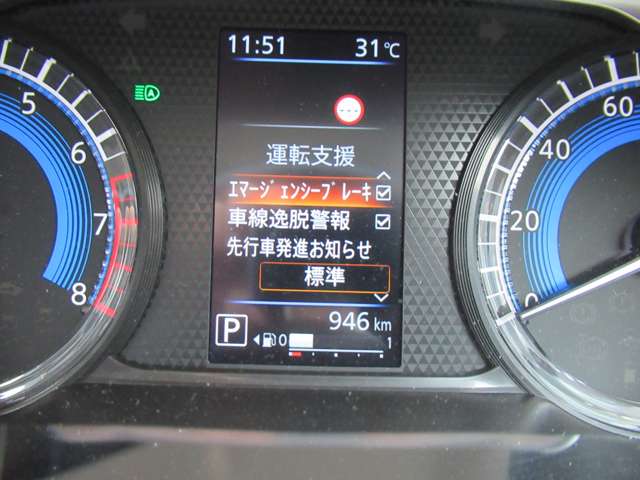 11:51 31℃
運転支援
ｴﾏｰｼﾞｪﾝｼｰﾌﾞﾚｰｷ
車線逸脱警報
先行車発進お知らせ
標準
P 946 km
0 1
A
5
6
7
8
60
40
20
0